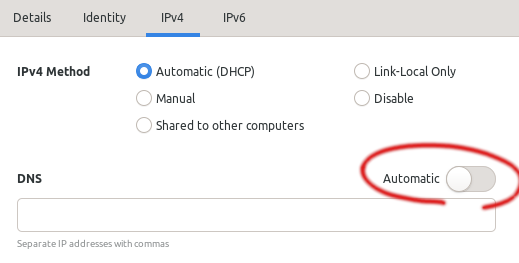 Details Identity IPv4 IPv6
IPv4 Method Automatic (DHCP) Link-Local Only
Manual Disable
Shared to other computers
DNS Automatic
Separate IP addresses with commas